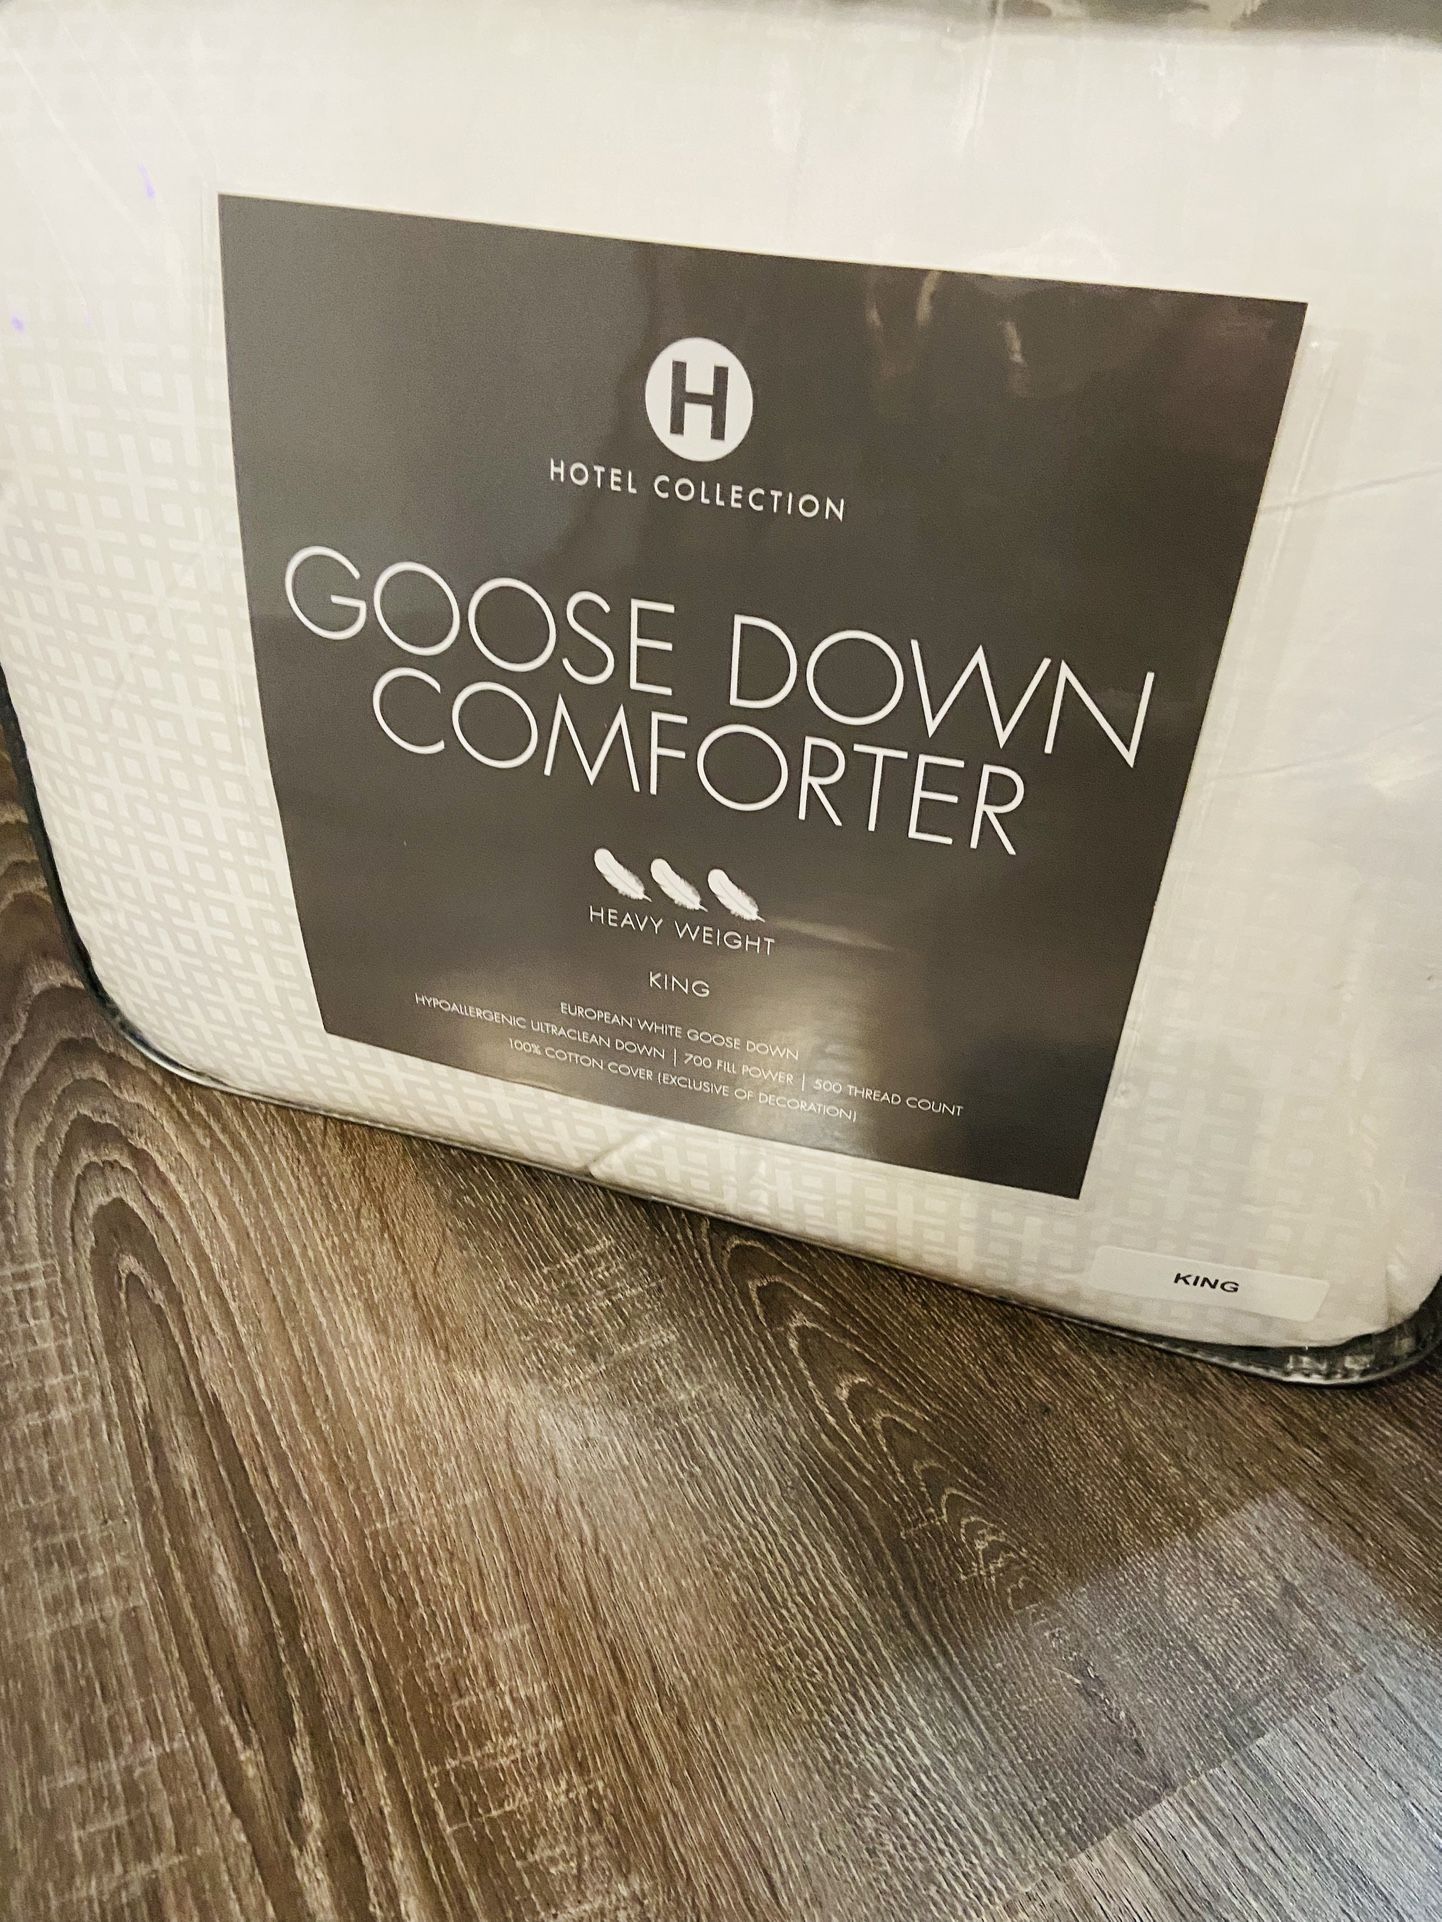 H
HOTEL COLLECTION
GOOSE DOWN
COMFORTER
HEAVY WEIGHT
KING
EUROPEAN WHITE GOOSE DOWN
HYPOALLERGENIC ULTRACLEAN DOWN | 700 FILL POWER | 500 THREAD COUNT
100% COTTON COVER (EXCLUSIVE OF DECORATION)
KING